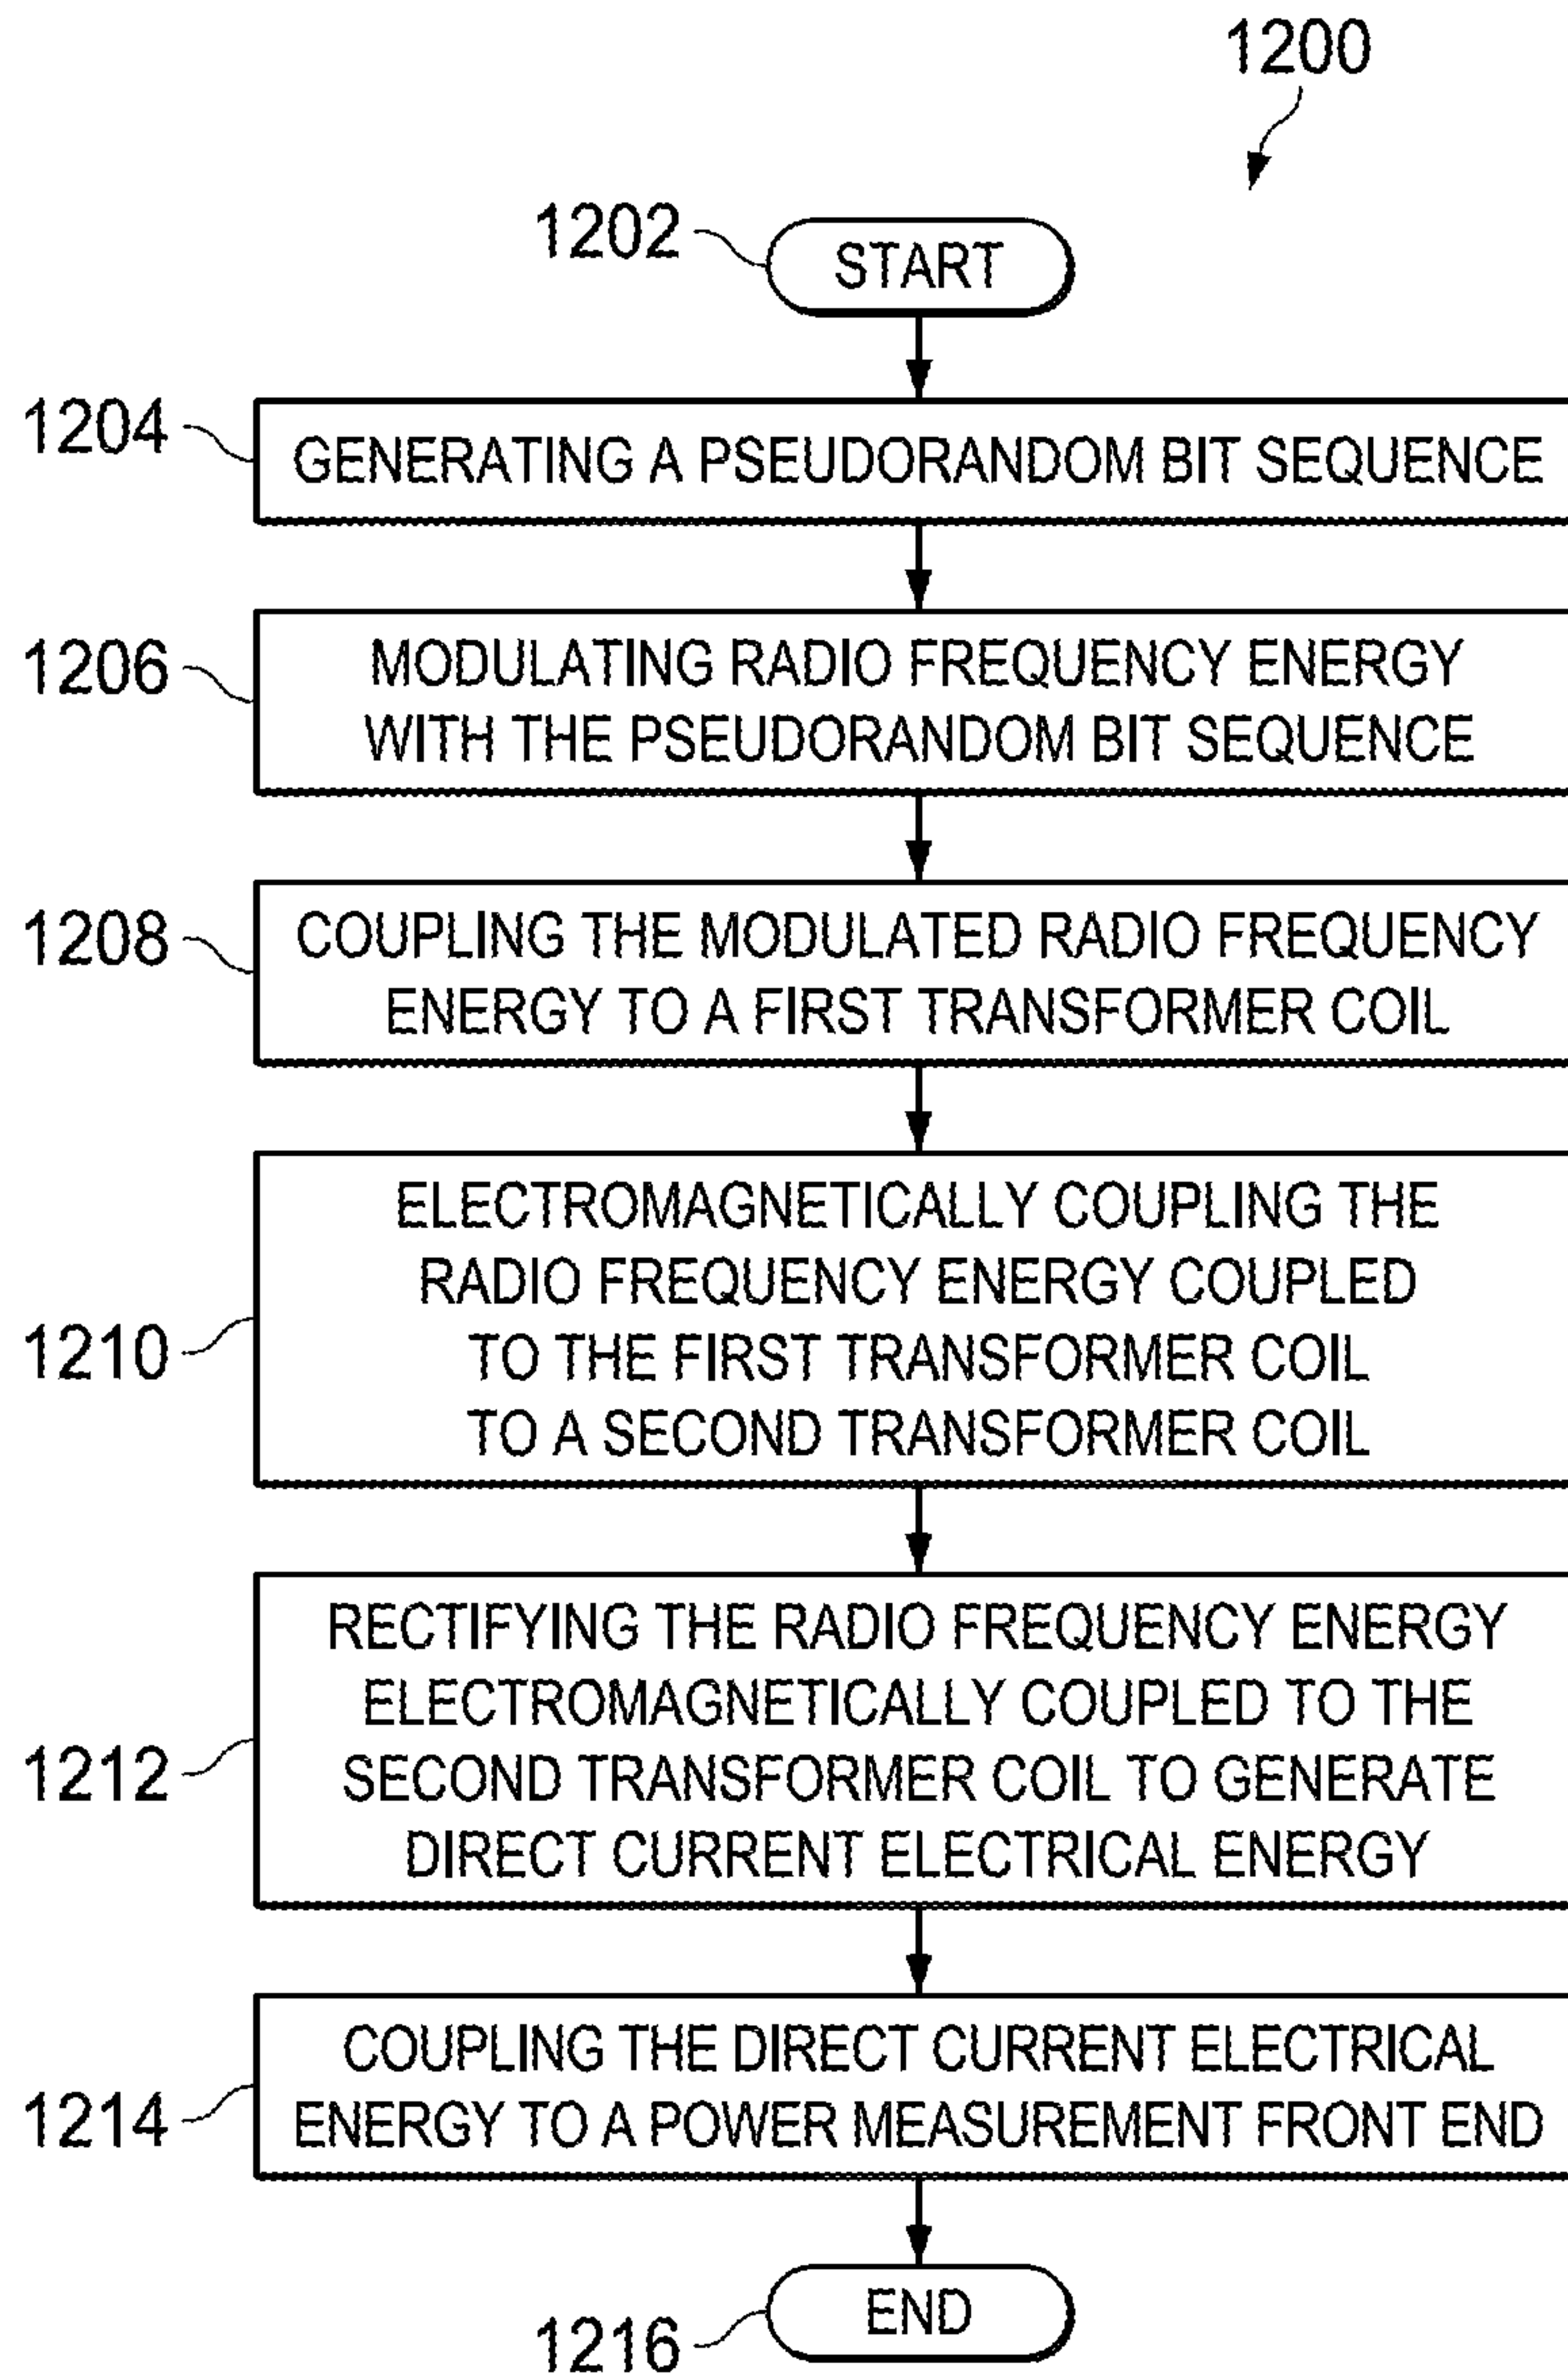 1200
1202
START
1204
GENERATING A PSEUDORANDOM BIT SEQUENCE
1206
MODULATING RADIO FREQUENCY ENERGY
WITH THE PSEUDORANDOM BIT SEQUENCE
1208
COUPLING THE MODULATED RADIO FREQUENCY
ENERGY TO A FIRST TRANSFORMER COIL
1210
ELECTROMAGNETICALLY COUPLING THE
RADIO FREQUENCY ENERGY COUPLED
TO THE FIRST TRANSFORMER COIL
TO A SECOND TRANSFORMER COIL
1212
RECTIFYING THE RADIO FREQUENCY ENERGY
ELECTROMAGNETICALLY COUPLED TO THE
SECOND TRANSFORMER COIL TO GENERATE
DIRECT CURRENT ELECTRICAL ENERGY
1214
COUPLING THE DIRECT CURRENT ELECTRICAL
ENERGY TO A POWER MEASUREMENT FRONT END
1216
END